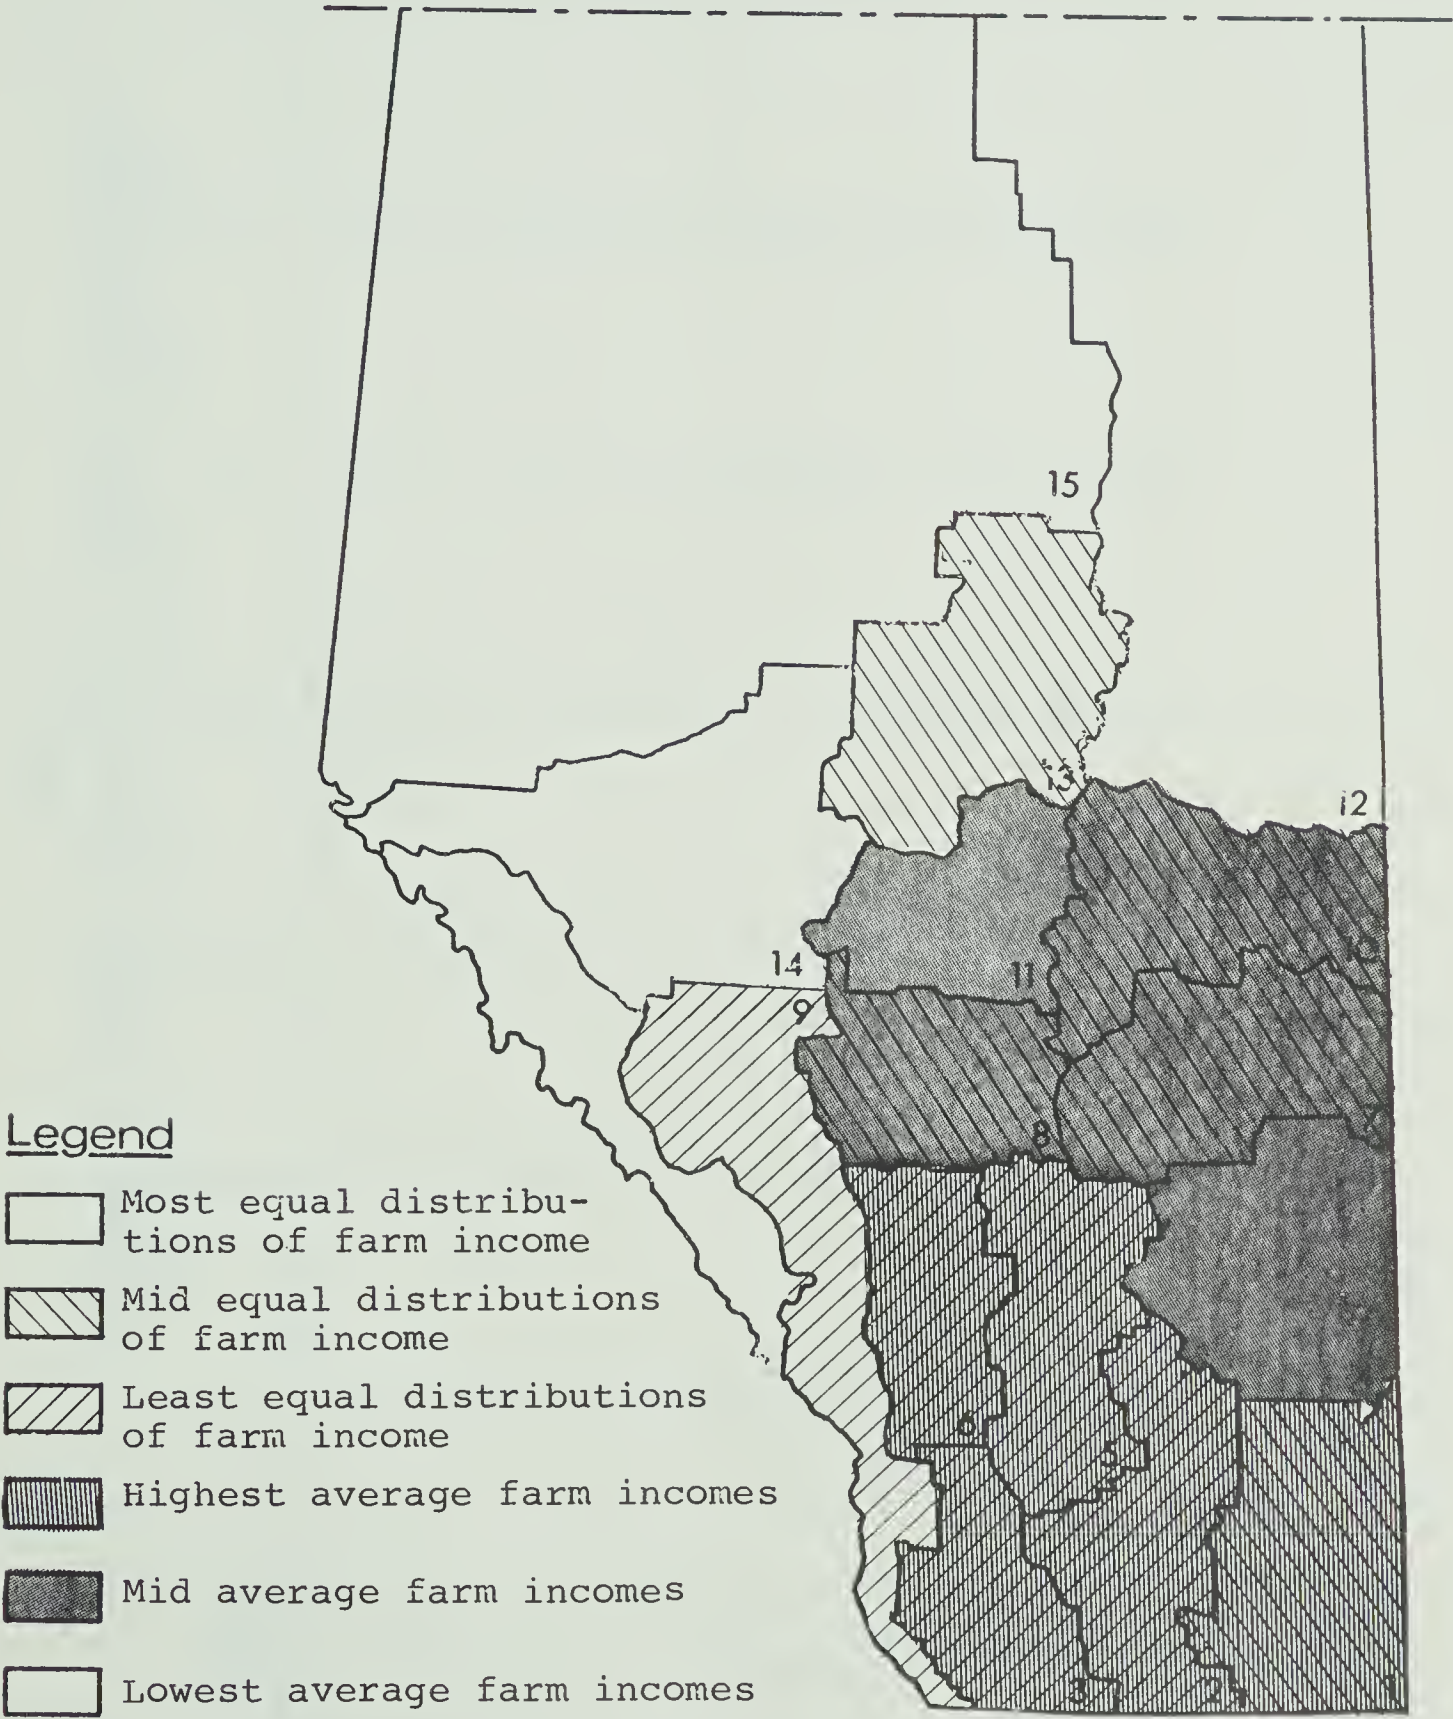 15
13
12
14
10
11
9
7
8
6
5
3
2
1
Legend
Most equal distribu-
tions of farm income
Mid equal distributions
of farm income
Least equal distributions
of farm income
Highest average farm incomes
Mid average farm incomes
Lowest average farm incomes